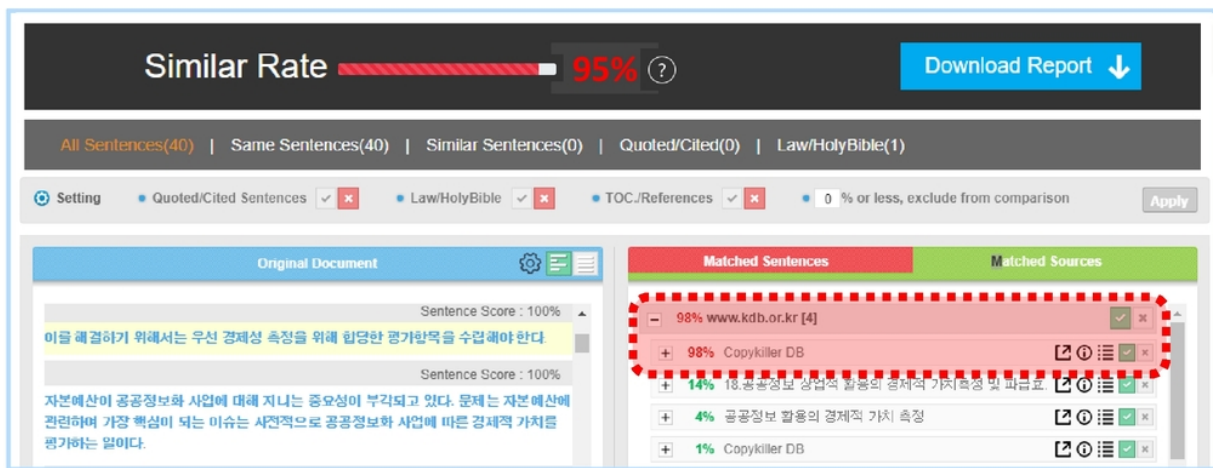 Similar Rate 95% ?
Download Report
All Sentences(40) | Same Sentences(40) | Similar Sentences(0) | Quoted/Cited(0) | Law/HolyBible(1)
Setting Quoted/Cited Sentences Law/HolyBible TOC./References 0 % or less, exclude from comparison Apply
Original Document
Sentence Score : 100%
이를 해결하기 위해서는 우선 경제성 측정을 위해 합당한 평가항목을 수립해야 한다.
Sentence Score : 100%
자본예산이 공공정보화 사업에 대해 지니는 중요성이 부각되고 있다. 문제는 자본예산에
관련하여 가장 핵심이 되는 이슈는 사전적으로 공공정보화 사업에 따른 경제적 가치를
평가하는 일이다.
Matched Sentences
Matched Sources
98% www.kdb.or.kr [4]
98% Copykiller DB
14% 18.공공정보 상업적 활용의 경제적 가치측정 및 파급효.
4% 공공정보 활용의 경제적 가치 측정
1% Copykiller DB